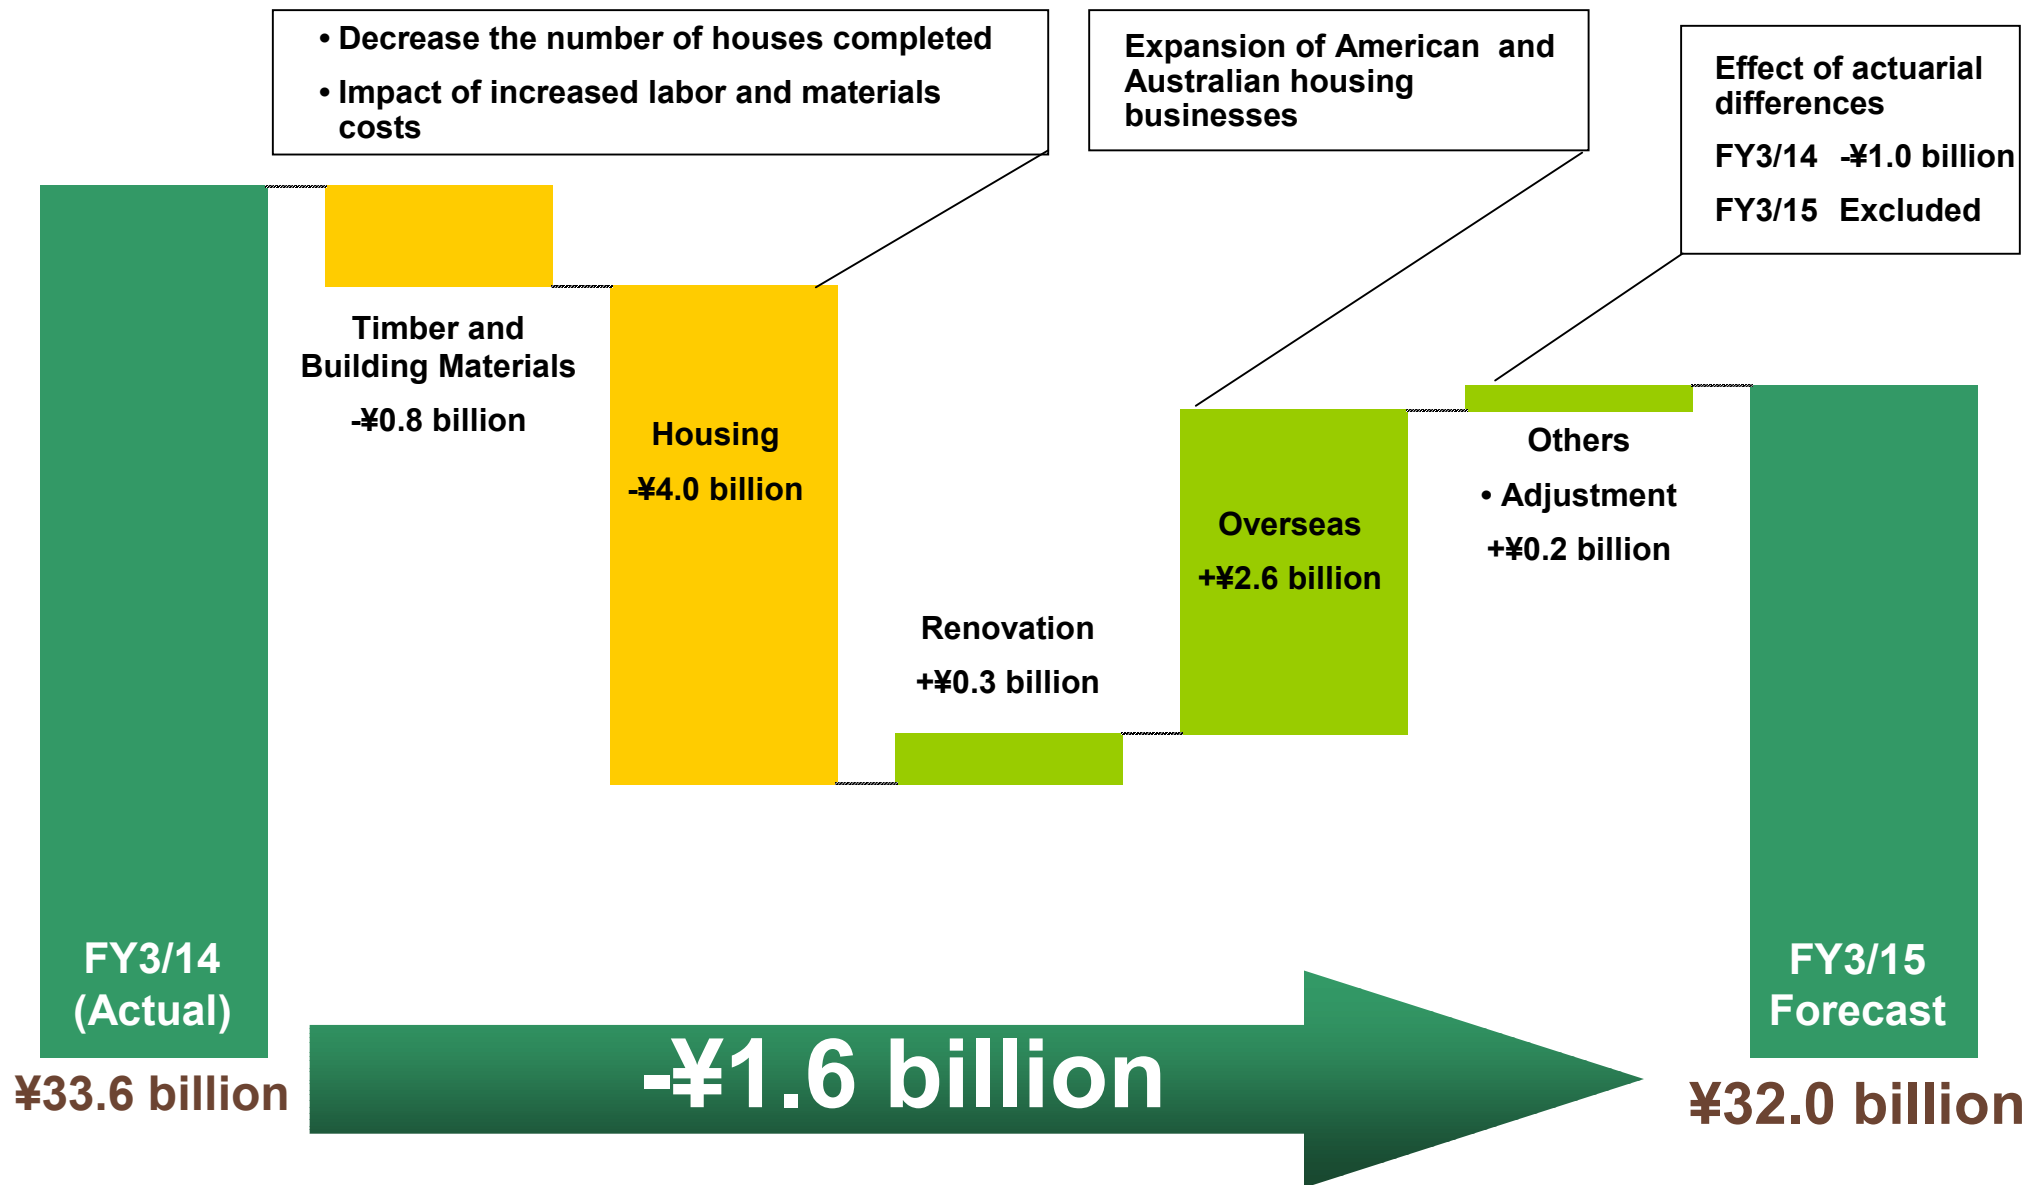 • Decrease the number of houses completed
• Impact of increased labor and materials
costs
Expansion of American and
Australian housing
businesses
Effect of actuarial
differences
FY3/14 -¥1.0 billion
FY3/15 Excluded
Timber and
Building Materials
-¥0.8 billion
Housing
-¥4.0 billion
Renovation
+¥0.3 billion
Overseas
+¥2.6 billion
Others
• Adjustment
+¥0.2 billion
FY3/14
(Actual)
¥33.6 billion
-¥1.6 billion
FY3/15
Forecast
¥32.0 billion